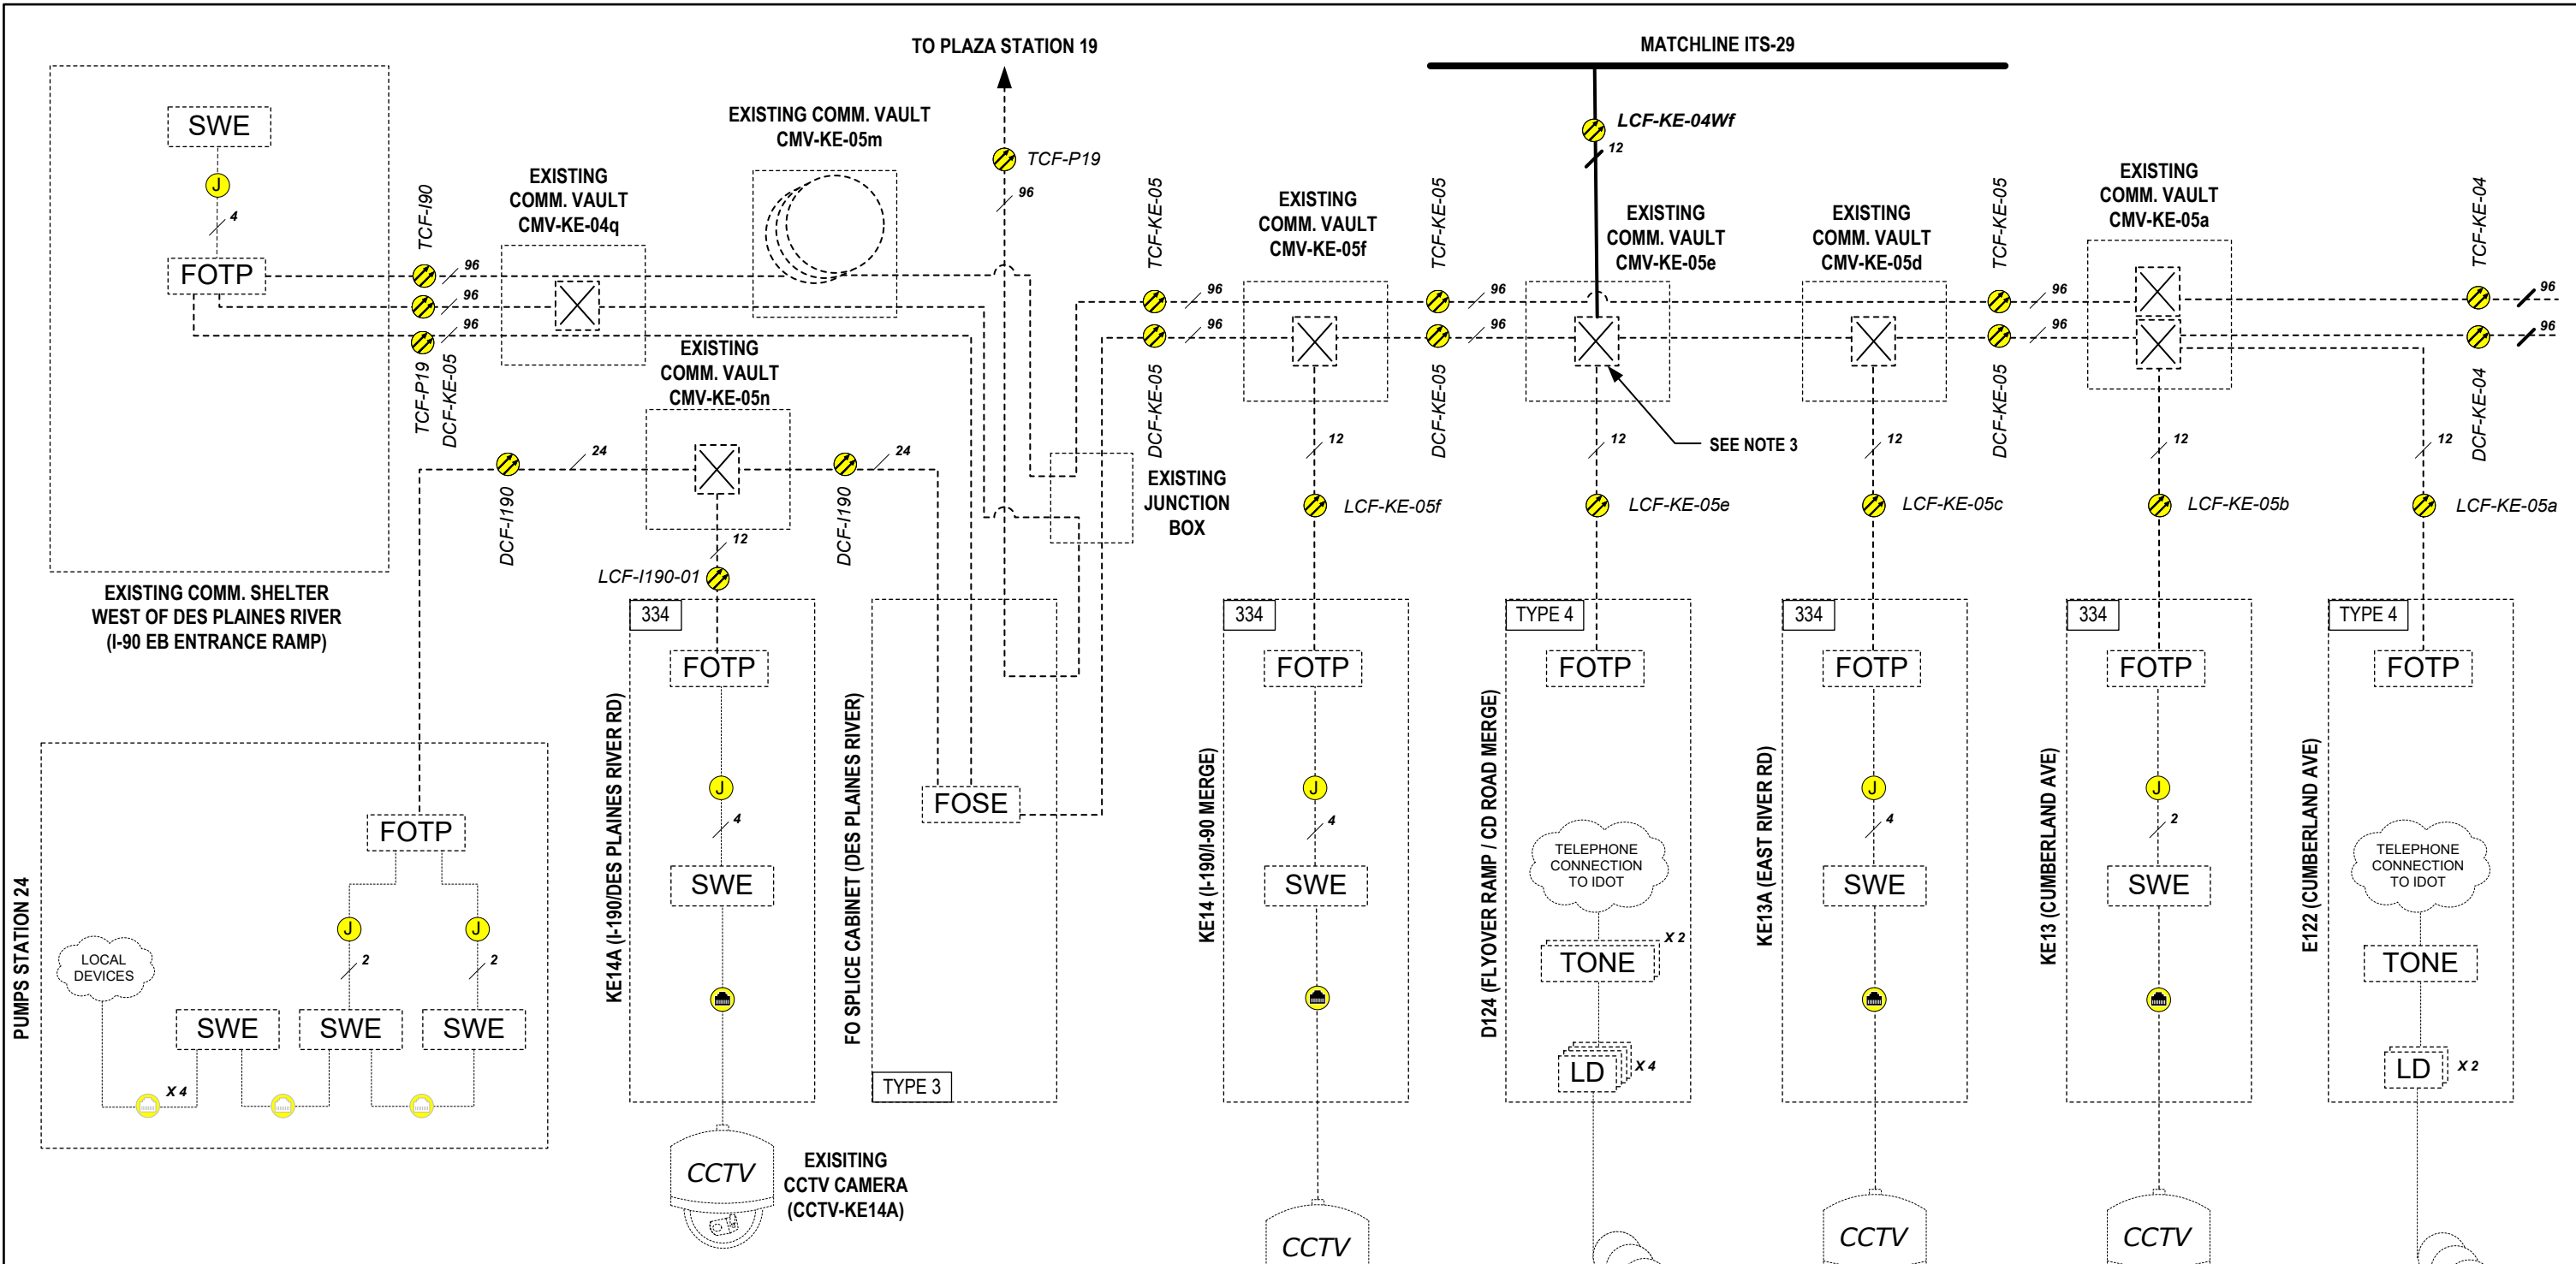 TO PLAZA STATION 19
MATCHLINE ITS-29
SWE
J
4
FOTP
EXISTING COMM. SHELTER
WEST OF DES PLAINES RIVER
(I-90 EB ENTRANCE RAMP)
TCF-I90
96
96
96
TCF-P19
DCF-KE-05
EXISTING
COMM. VAULT
CMV-KE-04q
EXISTING COMM. VAULT
CMV-KE-05m
TCF-P19
96
EXISTING
COMM. VAULT
CMV-KE-05n
DCF-I190
24
DCF-I190
24
12
LCF-I190-01
EXISTING
JUNCTION
BOX
TCF-KE-05
96
96
DCF-KE-05
EXISTING
COMM. VAULT
CMV-KE-05f
12
LCF-KE-05f
TCF-KE-05
96
96
DCF-KE-05
LCF-KE-04Wf
12
EXISTING
COMM. VAULT
CMV-KE-05e
SEE NOTE 3
12
LCF-KE-05e
EXISTING
COMM. VAULT
CMV-KE-05d
12
LCF-KE-05c
TCF-KE-05
96
96
DCF-KE-05
EXISTING
COMM. VAULT
CMV-KE-05a
12
LCF-KE-05b
TCF-KE-04
96
96
DCF-KE-04
12
LCF-KE-05a
PUMPS STATION 24
FOTP
J
J
2
2
LOCAL
DEVICES
SWE
SWE
SWE
X 4
KE14A (I-190/DES PLAINES RIVER RD)
334
FOTP
J
4
SWE
CCTV
EXISITING
CCTV CAMERA
(CCTV-KE14A)
FO SPLICE CABINET (DES PLAINES RIVER)
FOSE
TYPE 3
KE14 (I-190/I-90 MERGE)
334
FOTP
J
4
SWE
CCTV
D124 (FLYOVER RAMP / CD ROAD MERGE)
TYPE 4
FOTP
TELEPHONE
CONNECTION
TO IDOT
X 2
TONE
LD
X 4
KE13A (EAST RIVER RD)
334
FOTP
J
4
SWE
CCTV
KE13 (CUMBERLAND AVE)
334
FOTP
J
2
SWE
CCTV
E122 (CUMBERLAND AVE)
TYPE 4
FOTP
TELEPHONE
CONNECTION
TO IDOT
TONE
LD
X 2